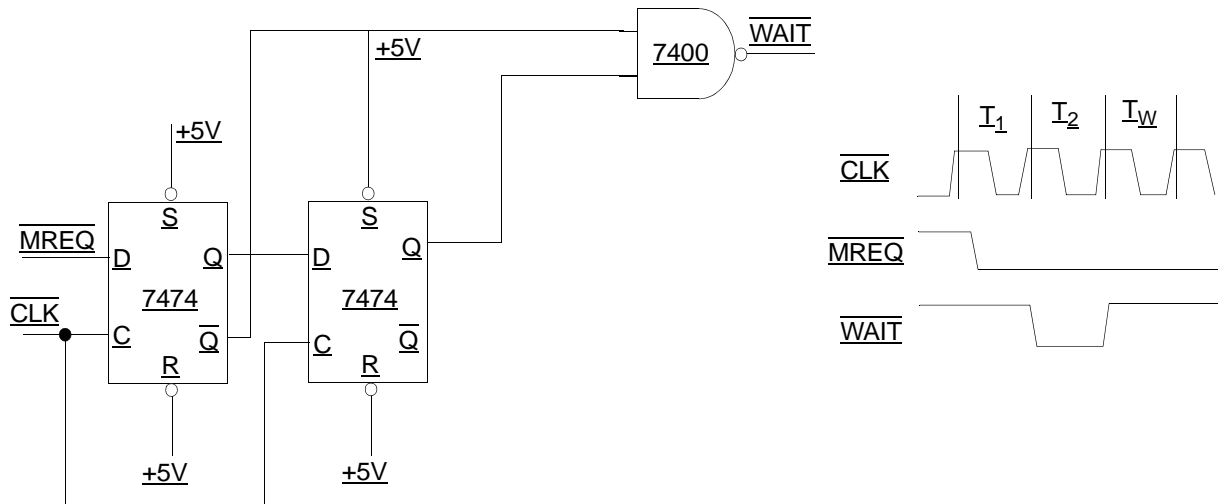 WAIT
+5V
7400
T1 T2 TW
+5V
CLK
S S
MREQ
D Q D Q
MREQ
7474 7474
CLK
C Q C Q
WAIT
R R
+5V +5V